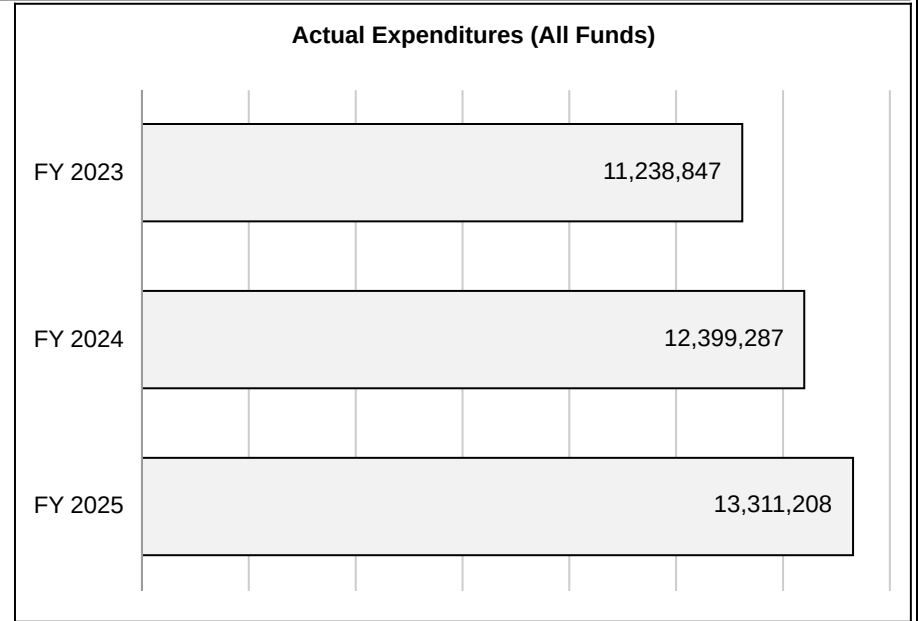 Actual Expenditures (All Funds)
FY 2023
11,238,847
FY 2024
12,399,287
FY 2025
13,311,208